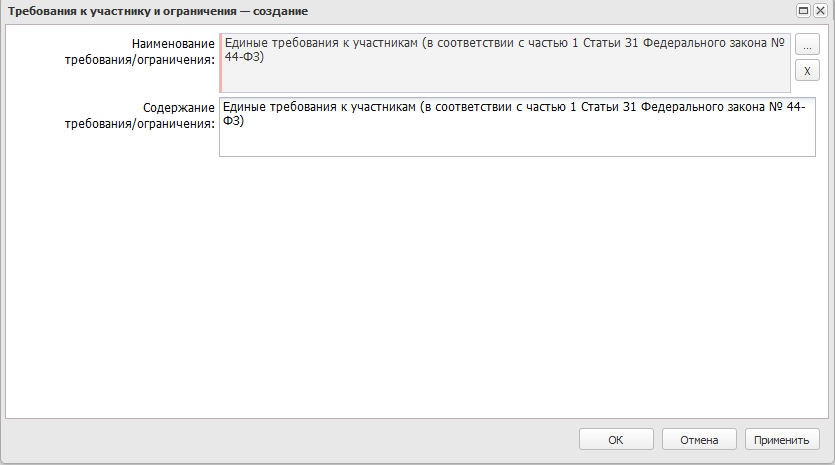 Требования к участнику и ограничения — создание
Наименование
требования/ограничения:
Единые требования к участникам (в соответствии с частью 1 Статьи 31 Федерального закона №
44-ФЗ)
...
X
Содержание
требования/ограничения:
Единые требования к участникам (в соответствии с частью 1 Статьи 31 Федерального закона № 44-
ФЗ)
ОК
Отмена
Применить